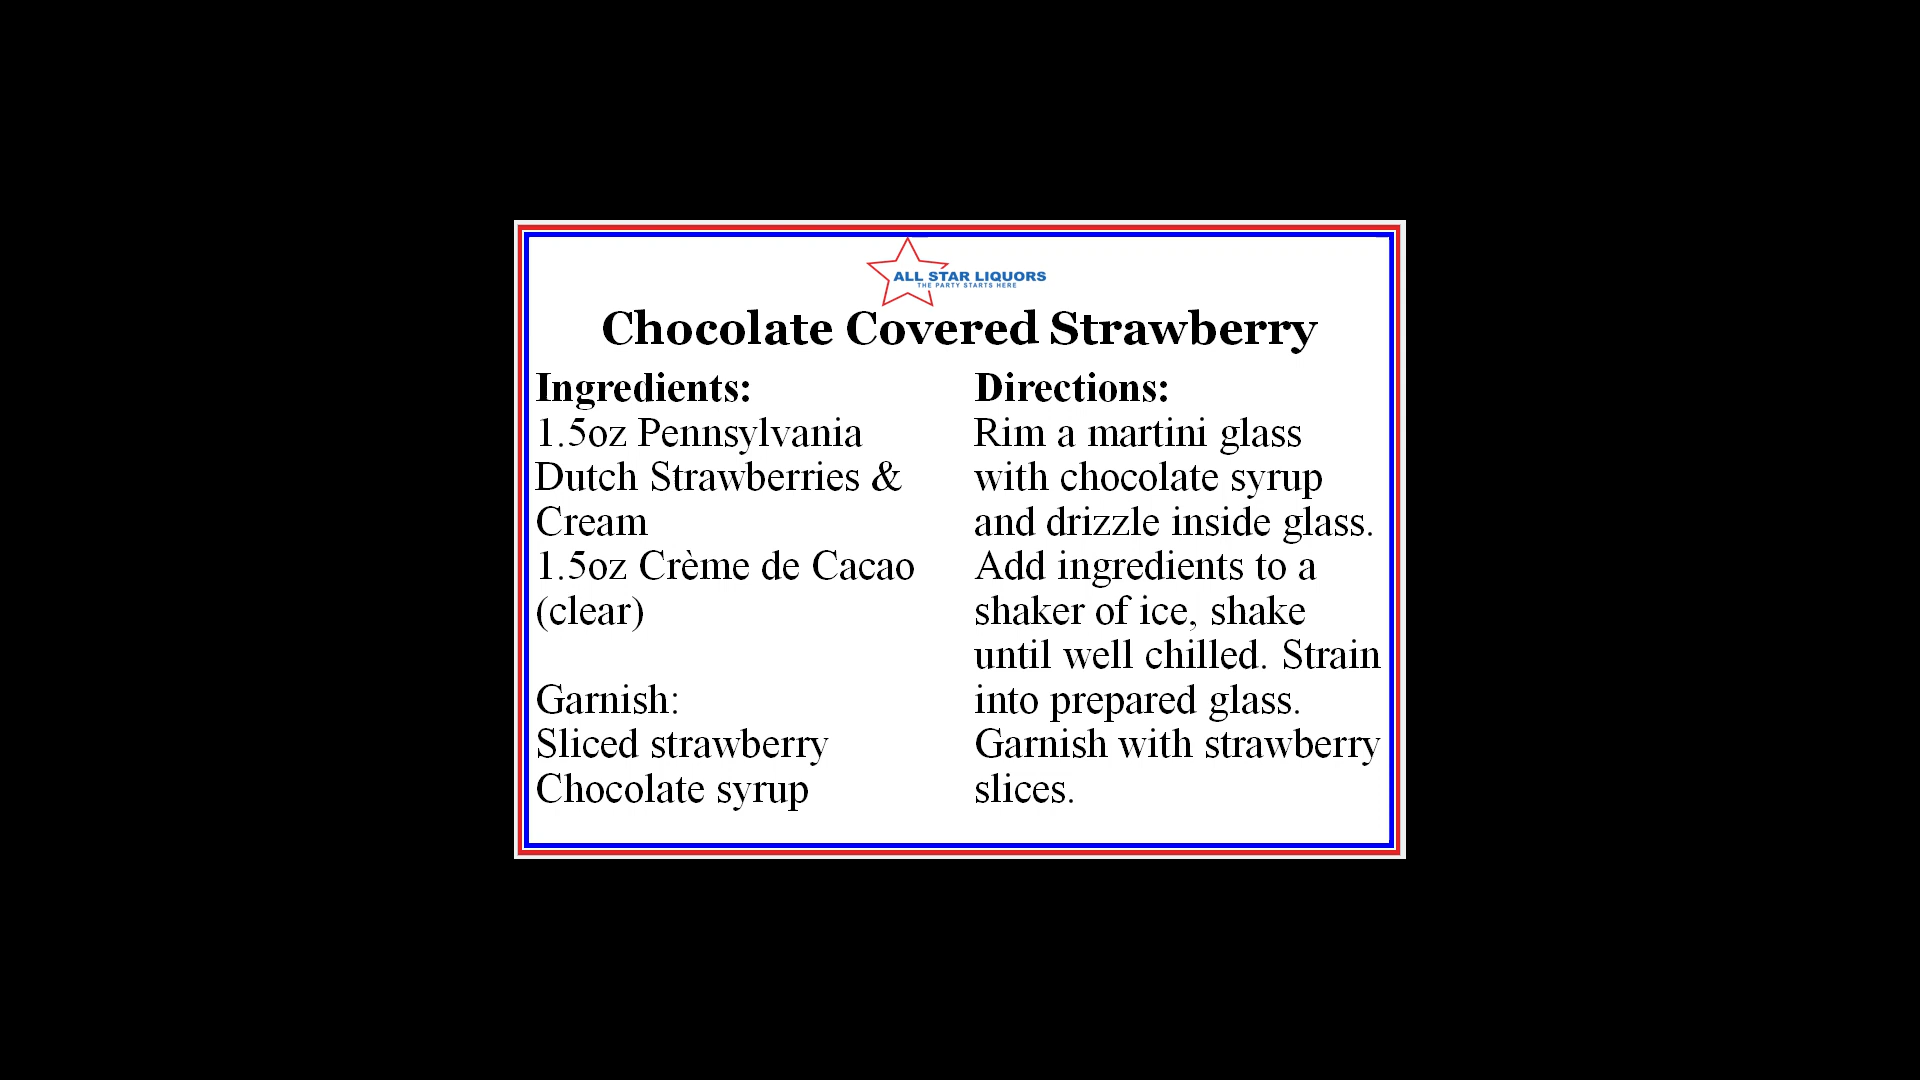 ALL STAR LIQUORS
THE PARTY STARTS HERE
Chocolate Covered Strawberry
Ingredients:
1.5oz Pennsylvania
Dutch Strawberries &
Cream
1.5oz Crème de Cacao
(clear)
Garnish:
Sliced strawberry
Chocolate syrup
Directions:
Rim a martini glass
with chocolate syrup
and drizzle inside glass.
Add ingredients to a
shaker of ice, shake
until well chilled. Strain
into prepared glass.
Garnish with strawberry
slices.